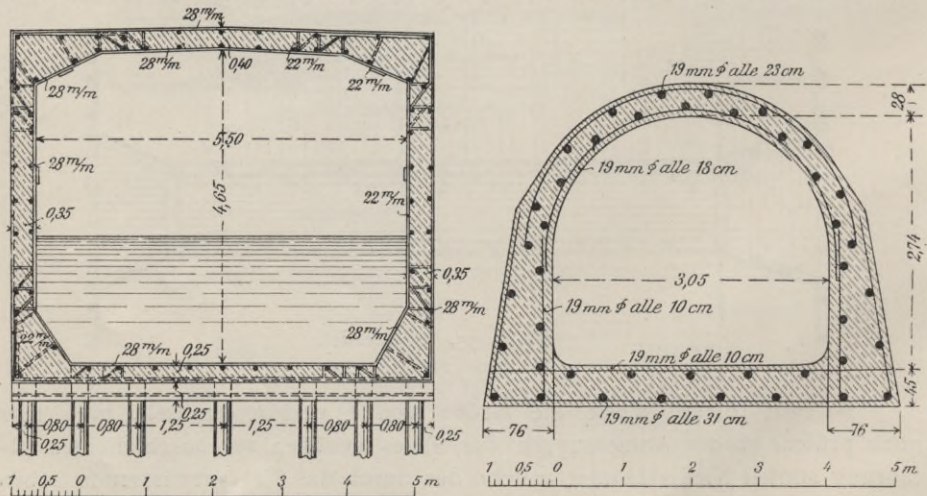 28 m/m
4,62
28 m/m
0,40
22 m/m
22 m/m
28 m/m
5,50
28 m/m
4,65
22 m/m
0,35
0,35
28 m/m
28 m/m
22 m/m
28 m/m
0,25
0,25
0,80
0,80
1,25
1,25
0,80
0,80
0,25
0,25
1 0,5 0 1 2 3 4 5 m.
19 mm ϕ alle 23 cm
28
19 mm ϕ alle 18 cm
2,74
3,05
19 mm ϕ alle 10 cm
19 mm ϕ alle 10 cm
45
19 mm ϕ alle 31 cm
76
76
1 0,5 0 1 2 3 4 5 m.